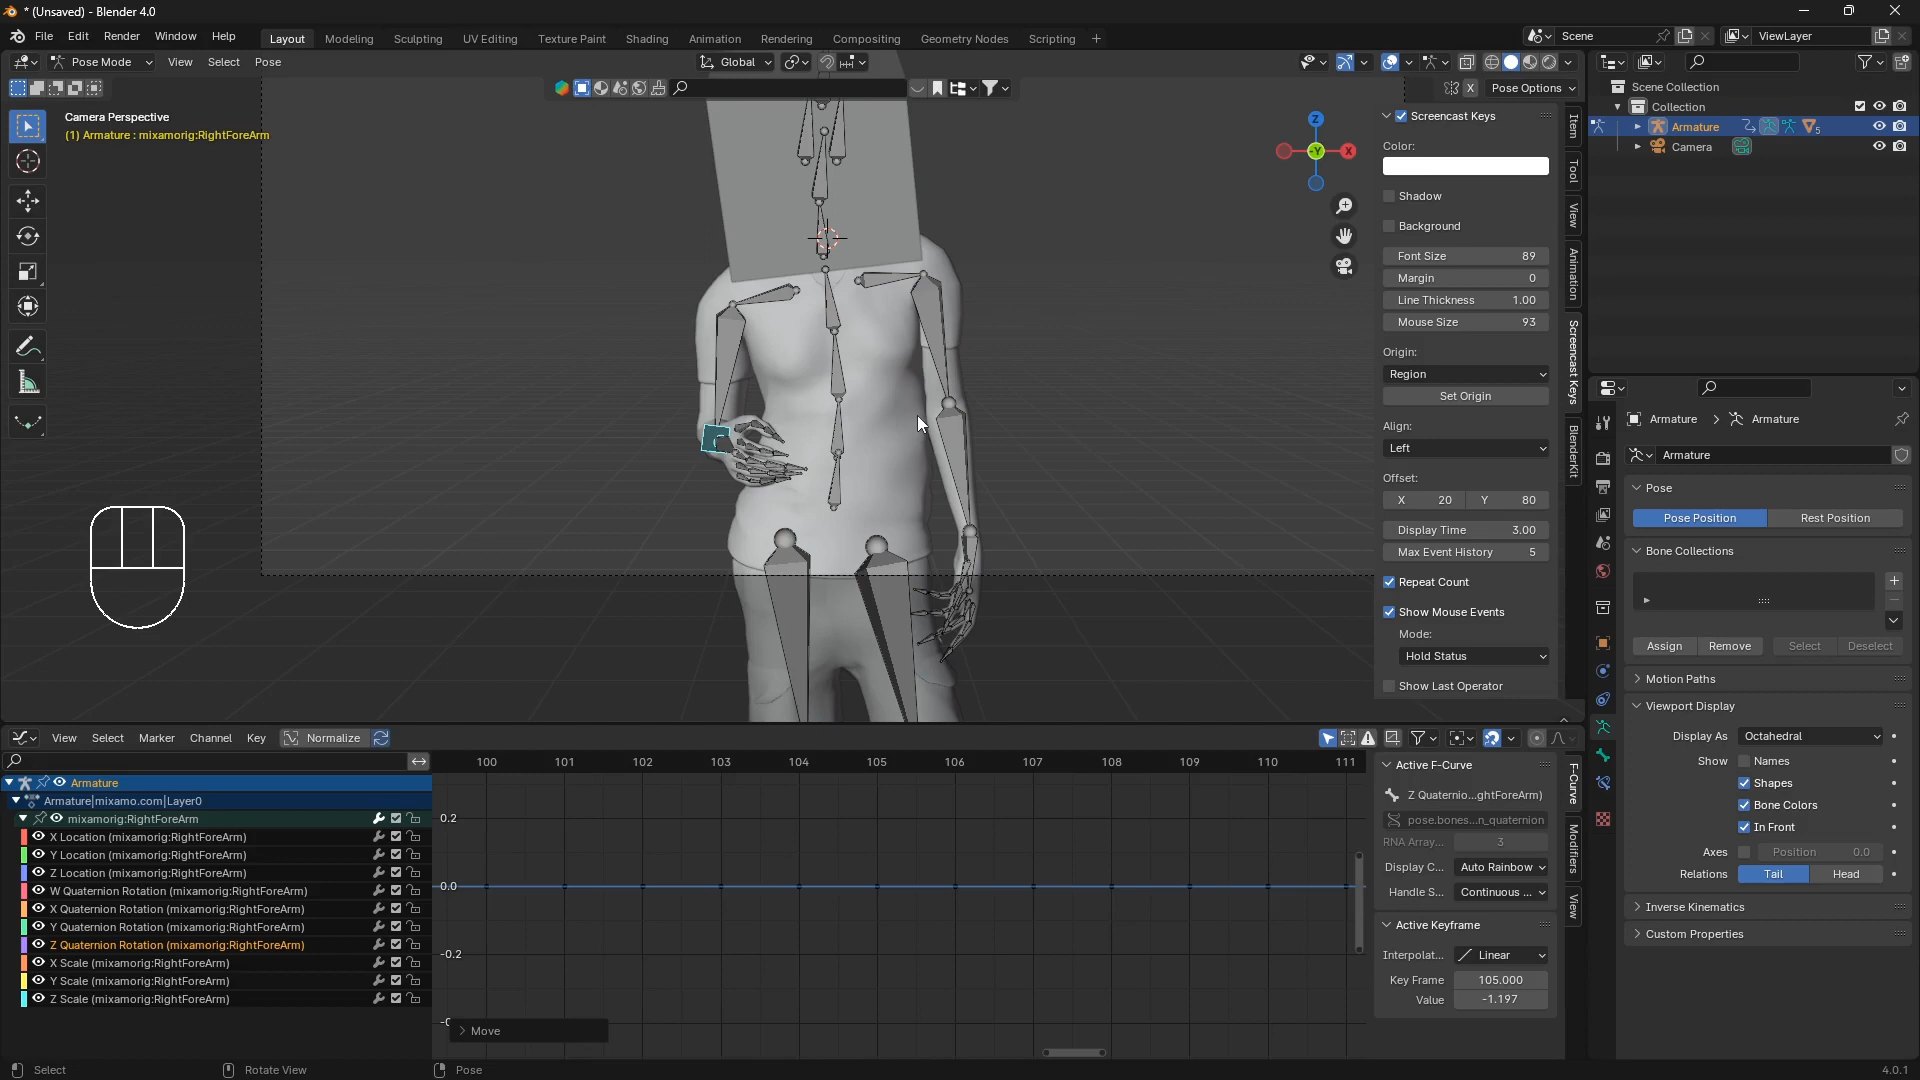 * (Unsaved) - Blender 4.0
File Edit Render Window Help
Layout Modeling Sculpting UV Editing Texture Paint Shading Animation Rendering Compositing Geometry Nodes Scripting +
Scene
ViewLayer
Pose Mode View Select Pose
Global
X Pose Options
Camera Perspective
(1) Armature : mixamorig:RightForeArm
Z
-Y
X
Screencast Keys
Color:
Shadow
Background
Font Size 89
Margin 0
Line Thickness 1.00
Mouse Size 93
Origin:
Region
Set Origin
Align:
Left
Offset:
X 20 Y 80
Display Time 3.00
Max Event History 5
Repeat Count
Show Mouse Events
Mode:
Hold Status
Show Last Operator
Item
Tool
View
Animation
Screencast Keys
BlenderKit
Scene Collection
Collection
Armature 5
Camera
Armature > Armature
Armature
Pose
Pose Position Rest Position
Bone Collections
Assign Remove Select Deselect
Motion Paths
Viewport Display
Display As Octahedral
Show Names
Shapes
Bone Colors
In Front
Axes Position 0.0
Relations Tail Head
Inverse Kinematics
Custom Properties
View Select Marker Channel Key Normalize
100 101 102 103 104 105 106 107 108 109 110 111
0.2
0.0
-0.2
Armature
Armature|mixamo.com|Layer0
mixamorig:RightForeArm
X Location (mixamorig:RightForeArm)
Y Location (mixamorig:RightForeArm)
Z Location (mixamorig:RightForeArm)
W Quaternion Rotation (mixamorig:RightForeArm)
X Quaternion Rotation (mixamorig:RightForeArm)
Y Quaternion Rotation (mixamorig:RightForeArm)
Z Quaternion Rotation (mixamorig:RightForeArm)
X Scale (mixamorig:RightForeArm)
Y Scale (mixamorig:RightForeArm)
Z Scale (mixamorig:RightForeArm)
Move
Active F-Curve
Z Quaternio...ghtForeArm)
pose.bones...n_quaternion
RNA Array... 3
Display C... Auto Rainbow
Handle S... Continuous ...
Active Keyframe
Interpolat... Linear
Key Frame 105.000
Value -1.197
F-Curve
Modifiers
View
Select Rotate View Pose 4.0.1